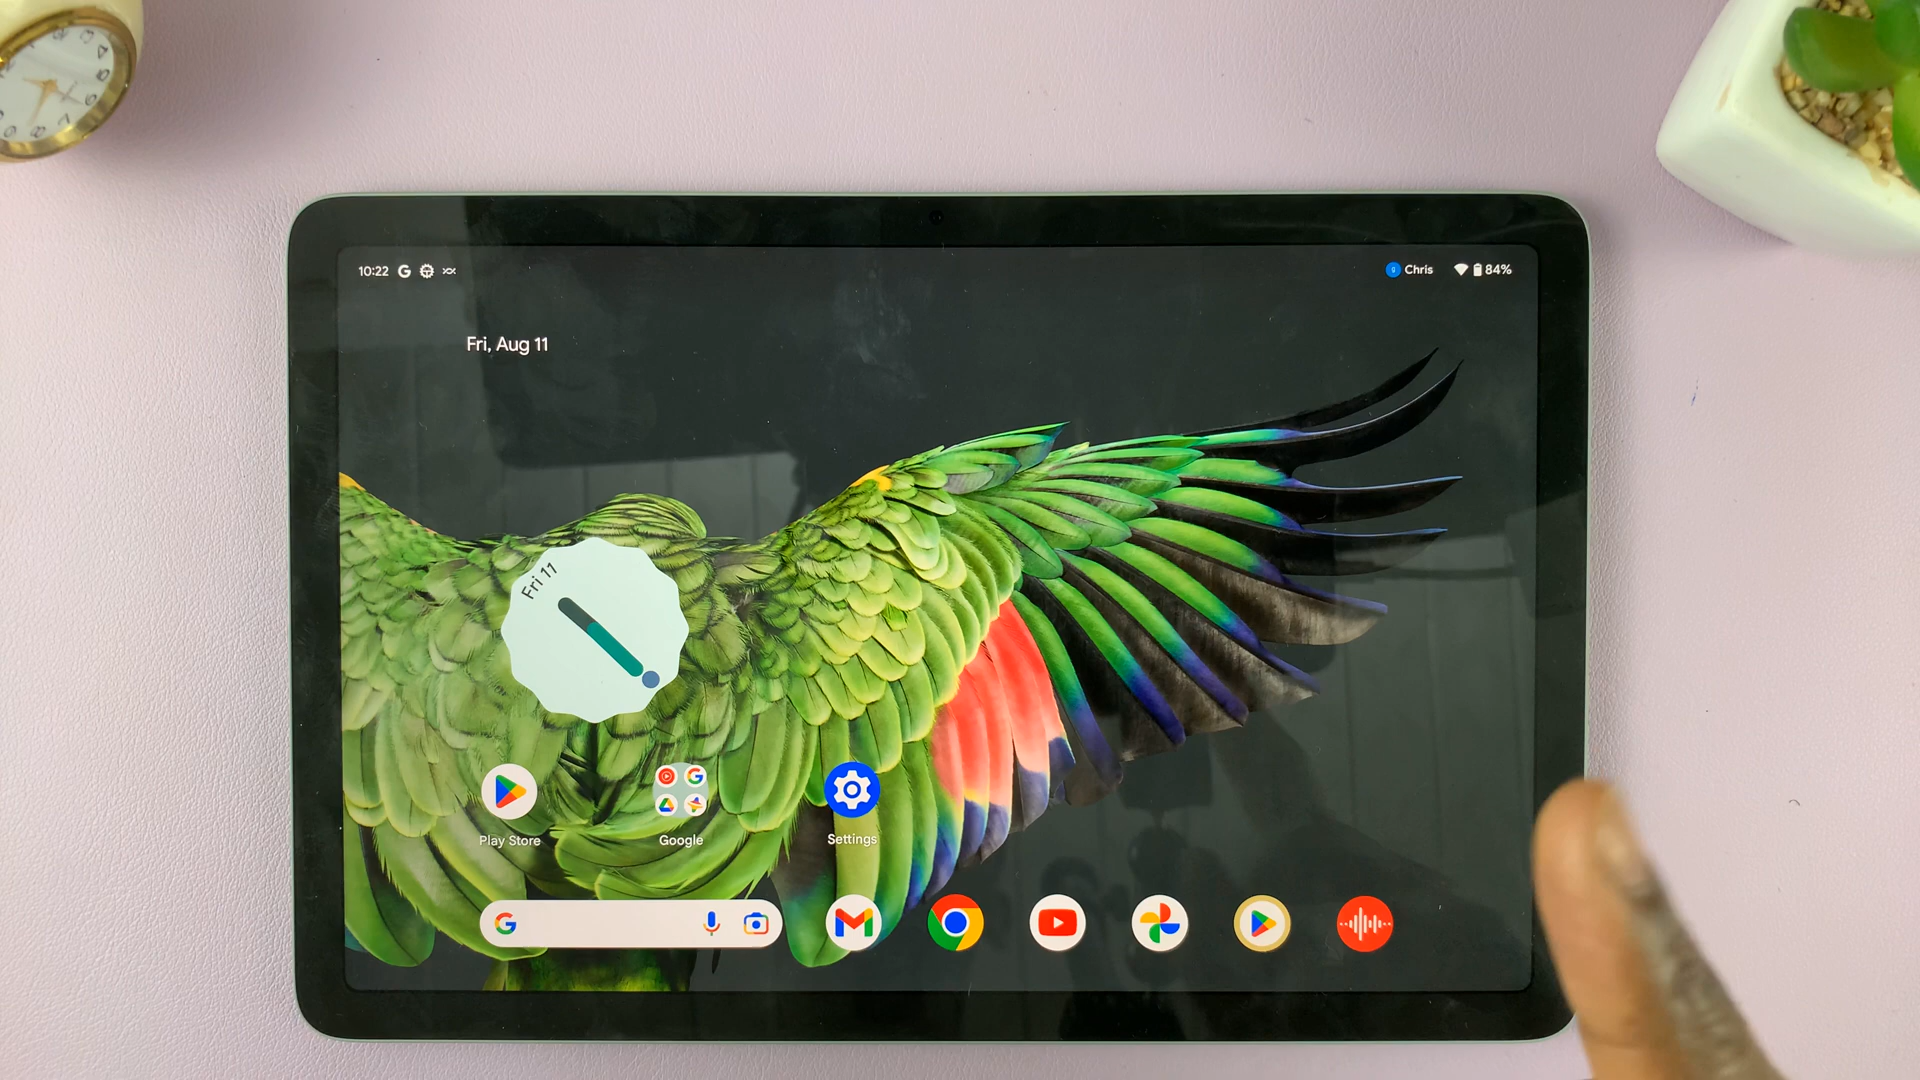 10:22
Chris
84%
Fri, Aug 11
Fri 11
Play Store
Google
Settings